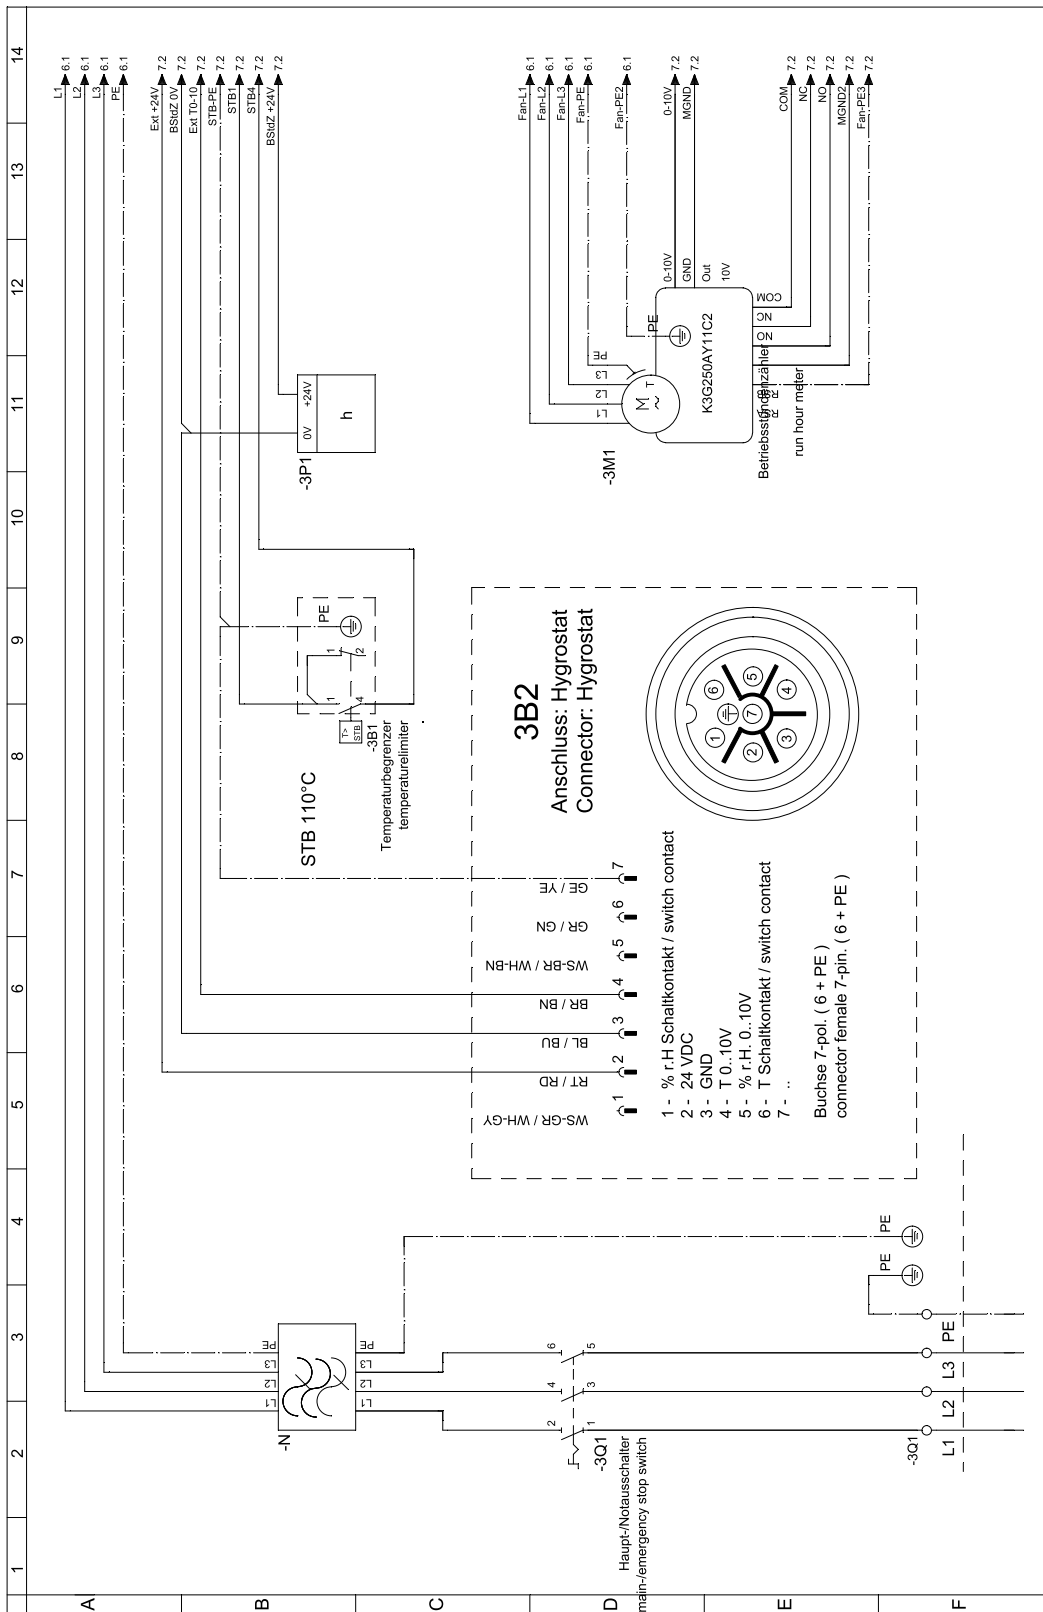 14
13
12
11
10
9
8
7
6
5
4
3
2
1
A
B
C
D
E
F
L1 6.1
L2 6.1
L3 6.1
PE 6.1
Ext +24V 7.2
BStdZ 0V 7.2
Ext T0-10 7.2
STB-PE 7.2
STB1 7.2
STB4 7.2
BStdZ +24V 7.2
Fan-L1 6.1
Fan-L2 6.1
Fan-L3 6.1
Fan-PE 6.1
Fan-PE2 6.1
0-10V 7.2
MGND 7.2
COM 7.2
NC 7.2
NO 7.2
MGND2 7.2
Fan-PE3 7.2
-3P1
0V +24V
h
-3M1
L1
L2
L3
PE
PE
M
~
T
K3G250AY11C2
0-10V
GND
Out
10V
COM
NC
NO
Betriebsstundenzähler
run hour meter
STB 110°C
T>
STB
-3B1
Temperaturbegrenzer
temperaturelimiter
1
4
1
2
PE
3B2
Anschluss: Hygrostat
Connector: Hygrostat
1
2
3
4
5
6
7
WS-GR / WH-GY
RT / RD
BL / BU
BR / BN
WS-BR / WH-BN
GR / GN
GE / YE
1
2
3
4
5
6
7
1 - % r.H Schaltkontakt / switch contact
2 - 24 VDC
3 - GND
4 - T 0..10V
5 - % r.H. 0..10V
6 - T Schaltkontakt / switch contact
7 - ..
Buchse 7-pol. ( 6 + PE )
connector female 7-pin. ( 6 + PE )
-N
L1 L2 L3 PE
L1 L2 L3 PE
2
4
6
1
3
5
-3Q1
Haupt-/Notausschalter
main-/emergency stop switch
-3Q1
L1
L2
L3
PE
PE
PE